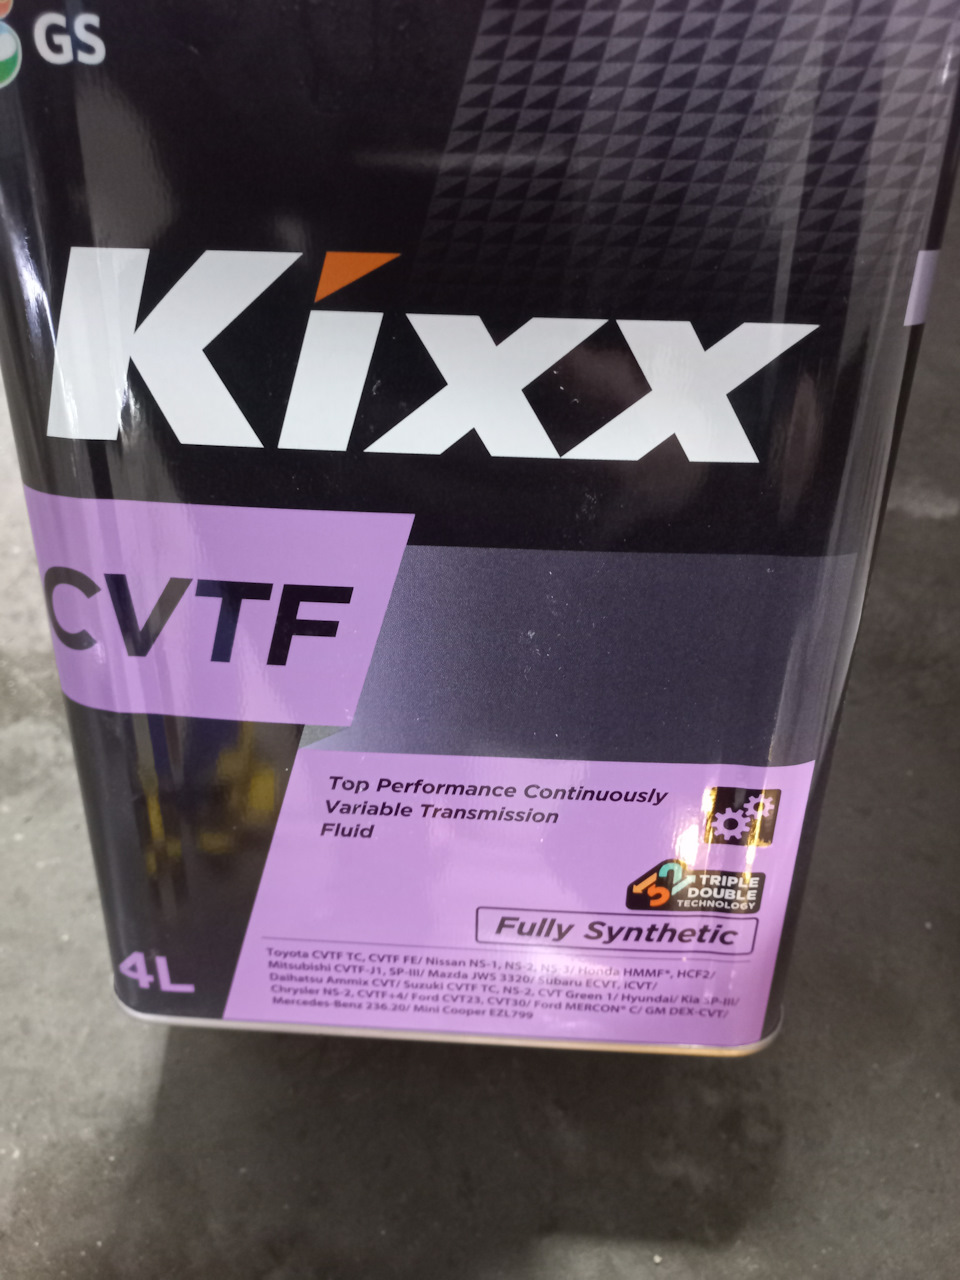 GS
Kixx
CVTF
Top Performance Continuously
Variable Transmission
Fluid
52
TRIPLE
DOUBLE
TECHNOLOGY
Fully Synthetic
4L
Toyota CVTF TC, CVTF FE/ Nissan NS-1, NS-2, NS-3/ Honda HMMF*, HCF2/
Mitsubishi CVTF-J1, SP-III/ Mazda JWS 3320/ Subaru ECVT, iCVT/
Daihatsu Ammix CVT/ Suzuki CVTF TC, NS-2, CVT Green 1/ Hyundai/ Kia SP-III/
Chrysler NS-2, CVTF+4/ Ford CVT23, CVT30/ Ford MERCON® C/ GM DEX-CVT/
Mercedes-Benz 236.20/ Mini Cooper EZL799